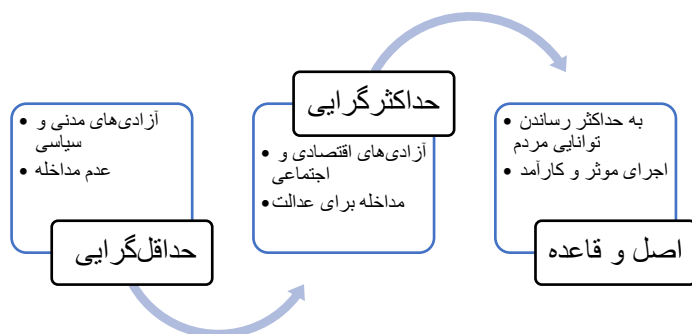 آزادی‌های مدنی و
سیاسی
عدم مداخله
حداقل‌گرایی
حداکثرگرایی
آزادی‌های اقتصادی و
اجتماعی
مداخله برای عدالت
به حداکثر رساندن
توانایی مردم
اجرای موثر و کارآمد
اصل و قاعده